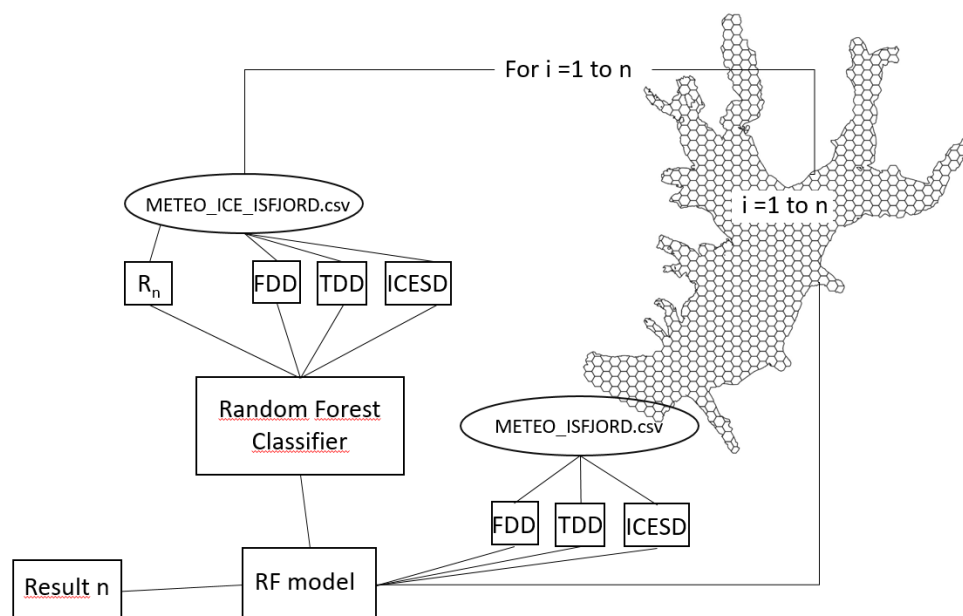 For i =1 to n
METEO_ICE_ISFJORD.csv
i =1 to n
Rn
FDD
TDD
ICESD
Random Forest
Classifier
METEO_ISFJORD.csv
FDD
TDD
ICESD
Result n
RF model